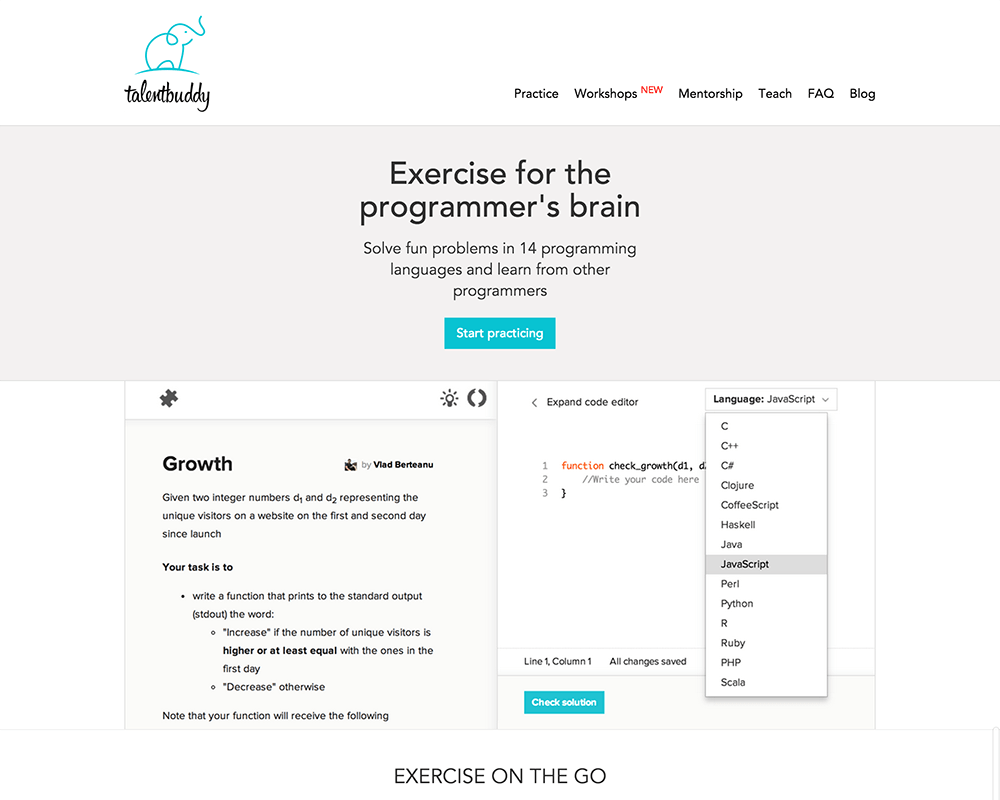 talentbuddy
Practice Workshops NEW Mentorship Teach FAQ Blog
Exercise for the
programmer's brain
Solve fun problems in 14 programming
languages and learn from other
programmers
Start practicing
Growth
by Vlad Berteanu
Given two integer numbers d1 and d2 representing the
unique visitors on a website on the first and second day
since launch
Your task is to
• write a function that prints to the standard output
(stdout) the word:
◦ "Increase" if the number of unique visitors is
higher or at least equal with the ones in the
first day
◦ "Decrease" otherwise
Note that your function will receive the following
Expand code editor
Language: JavaScript
1 function check_growth(d1, d
2 //Write your code here
3 }
C
C++
C#
Clojure
CoffeeScript
Haskell
Java
JavaScript
Perl
Python
R
Ruby
PHP
Scala
Line 1, Column 1 All changes saved
Check solution
EXERCISE ON THE GO